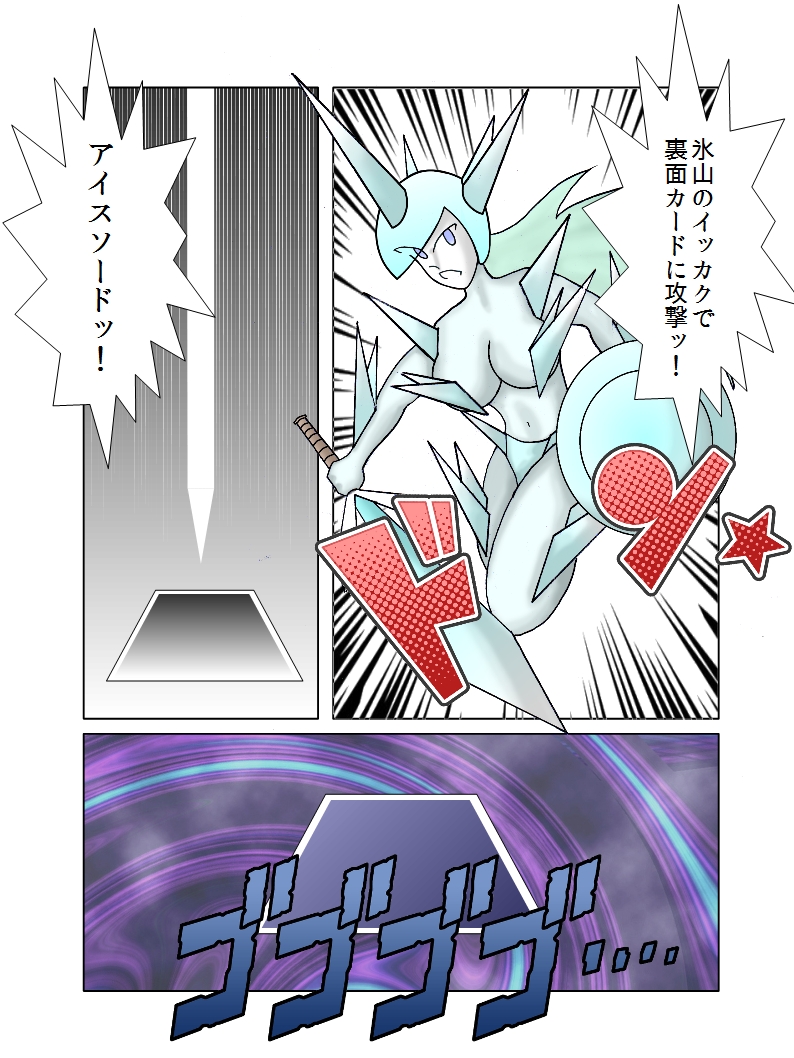 氷山のイッカクで
裏面カードに攻撃ッ！
ドン★
アイスソードッ！
ゴゴゴゴ・・・・